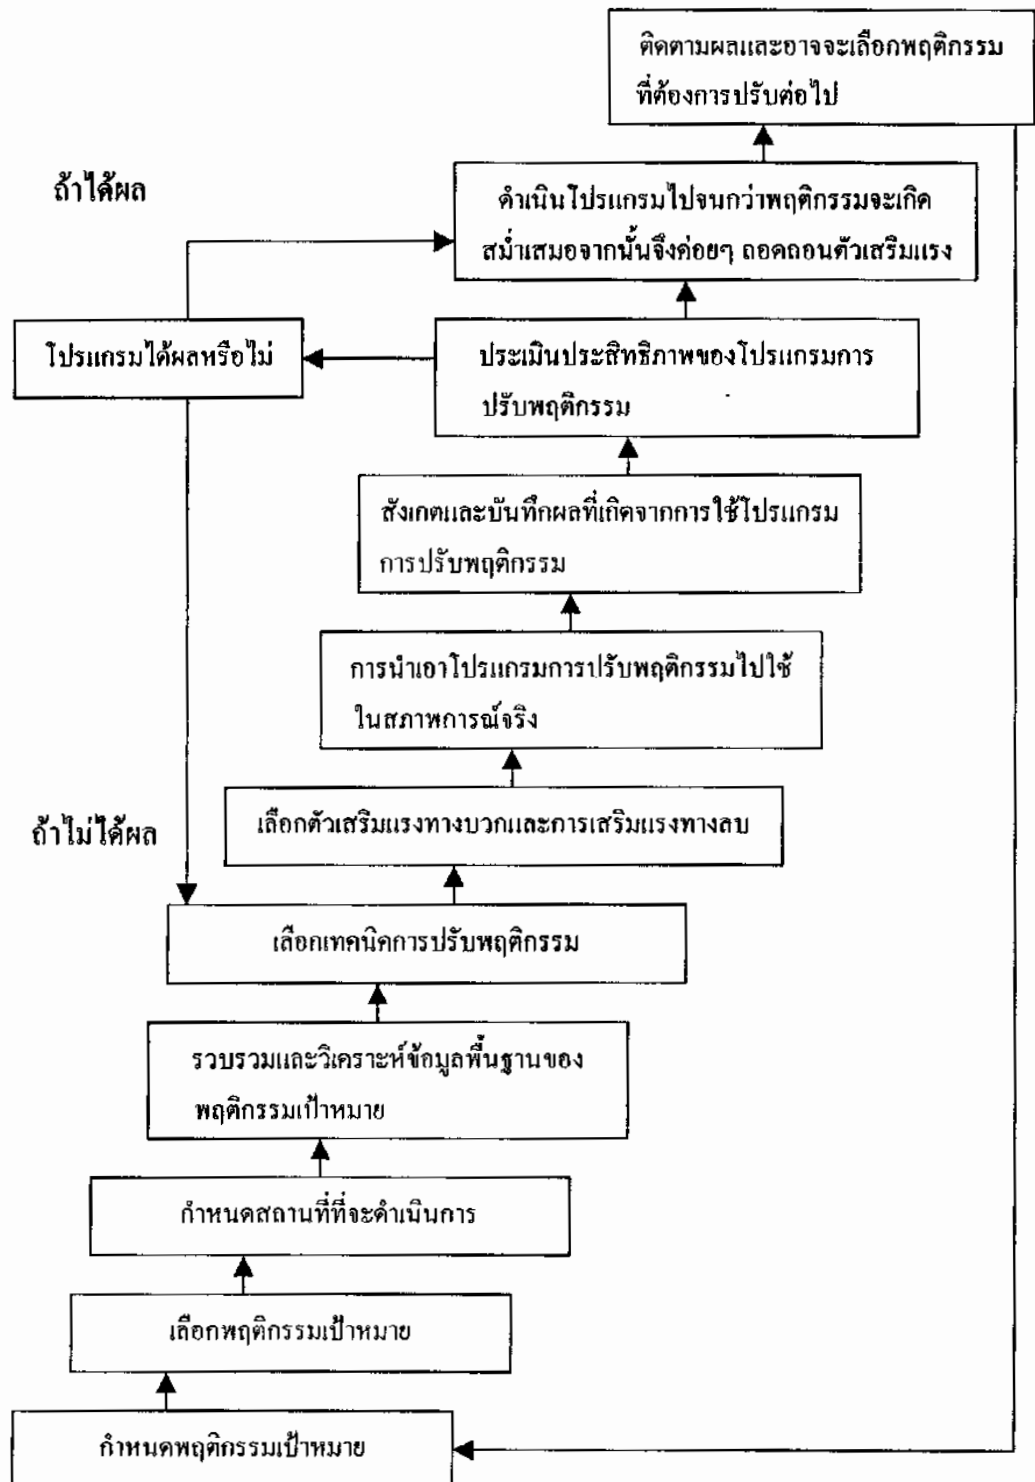 ติดตามผลและอาจจะเลือกพฤติกรรม
ที่ต้องการปรับต่อไป
ถ้าได้ผล
ดำเนินโปรแกรมไปจนกว่าพฤติกรรมจะเกิด
สม่ำเสมอจากนั้นจึงค่อยๆ ถอดถอนตัวเสริมแรง
โปรแกรมได้ผลหรือไม่
ประเมินประสิทธิภาพของโปรแกรมการ
ปรับพฤติกรรม
สังเกตและบันทึกผลที่เกิดจากการใช้โปรแกรม
การปรับพฤติกรรม
การนำเอาโปรแกรมการปรับพฤติกรรมไปใช้
ในสภาพการณ์จริง
เลือกตัวเสริมแรงทางบวกและการเสริมแรงทางลบ
ถ้าไม่ได้ผล
เลือกเทคนิคการปรับพฤติกรรม
รวบรวมและวิเคราะห์ข้อมูลพื้นฐานของ
พฤติกรรมเป้าหมาย
กำหนดสถานที่ที่จะดำเนินการ
เลือกพฤติกรรมเป้าหมาย
กำหนดพฤติกรรมเป้าหมาย